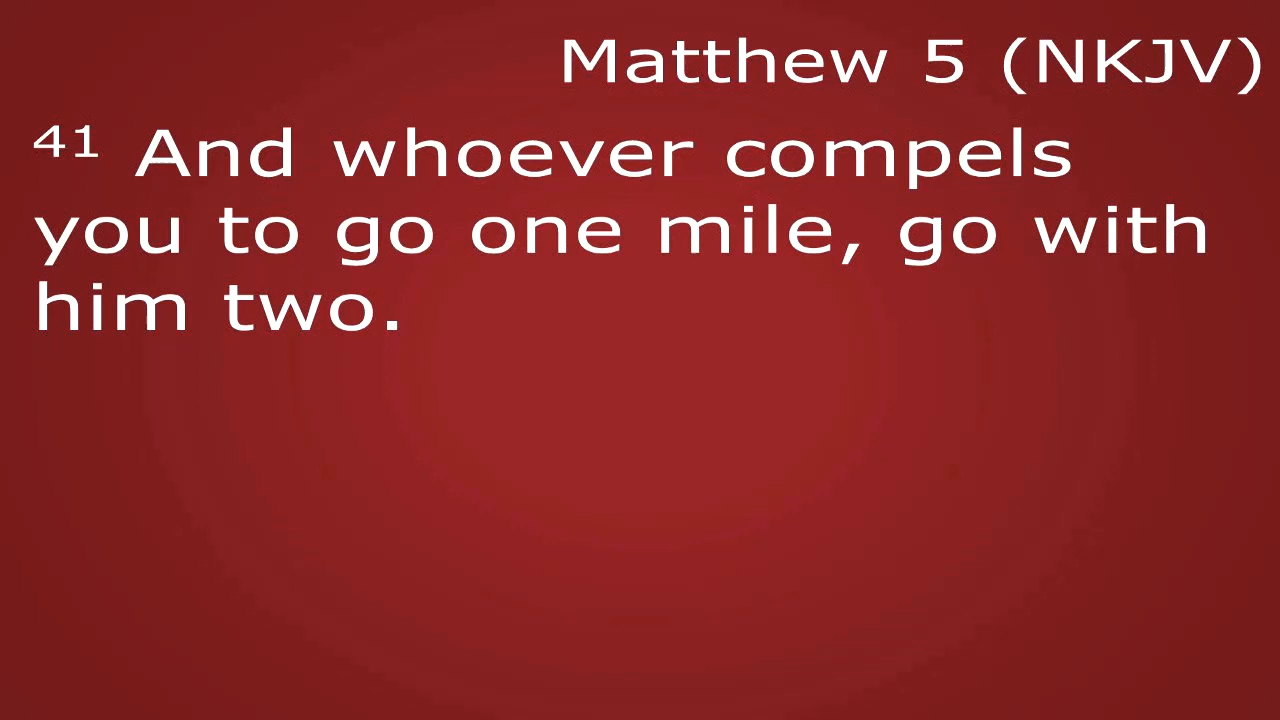 Matthew 5 (NKJV)
41 And whoever compels
you to go one mile, go with
him two.